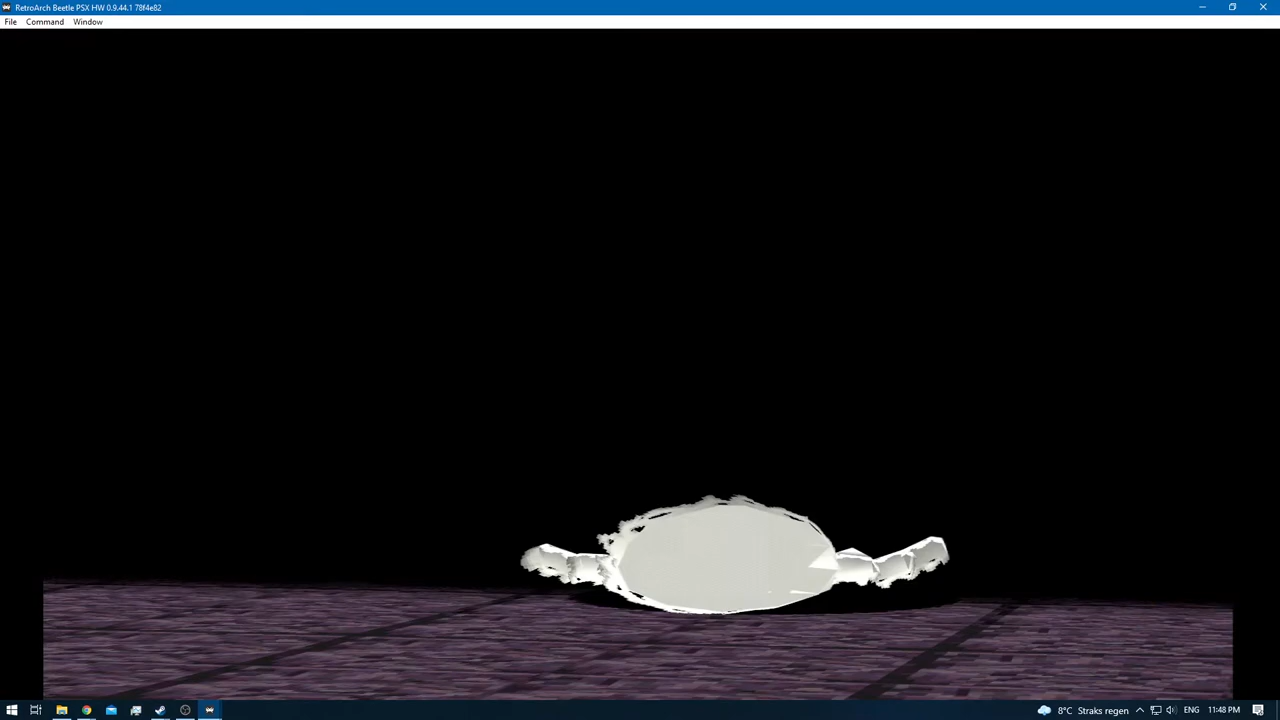 RetroArch Beetle PSX HW 0.9.44.1 78f4e82
File Command Window
8°C Straks regen ENG 11:48 PM